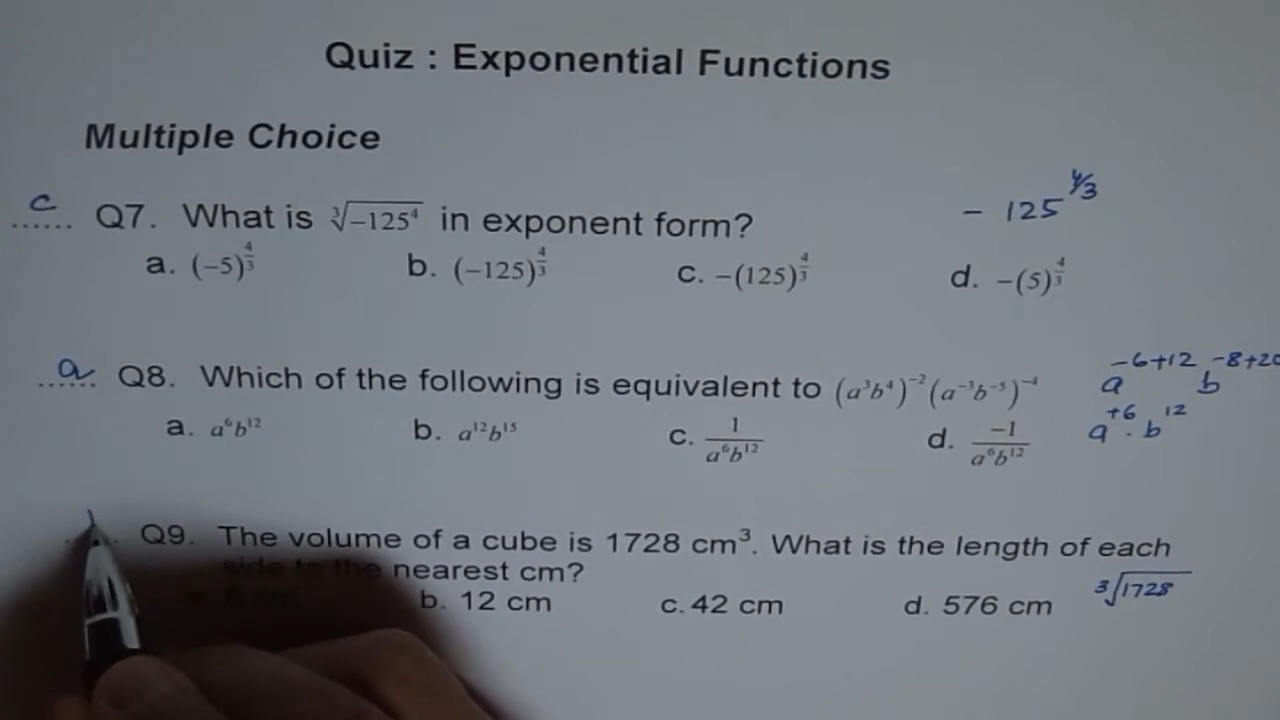 Quiz : Exponential Functions
Multiple Choice
c Q7. What is ∛(−125⁴) in exponent form? − 125^(4/3)
a. (−5)^(4/3) b. (−125)^(4/3) c. −(125)^(4/3) d. −(5)^(4/3)
a Q8. Which of the following is equivalent to (a³b⁴)⁻²(a⁻³b⁻⁵)⁻⁴ a^(−6+12) b^(−8+20)
a. a⁶b¹² b. a¹²b¹⁵ c. 1/(a⁶b¹²) d. −1/(a⁶b¹²) a^(+6) · b^(12)
Q9. The volume of a cube is 1728 cm³. What is the length of each
side to the nearest cm? ∛1728
b. 12 cm c. 42 cm d. 576 cm